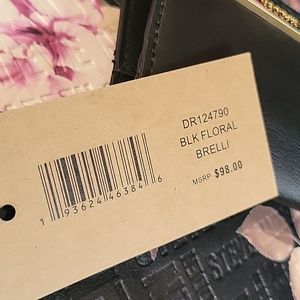 DR124790
BLK FLORAL
BRELLI
MSRP $98.00
1 93624 46384 6